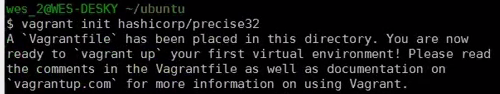 wes_2@WES-DESKY ~/ubuntu
$ vagrant init hashicorp/precise32
A `Vagrantfile` has been placed in this directory. You are now
ready to `vagrant up` your first virtual environment! Please read
the comments in the Vagrantfile as well as documentation on
`vagrantup.com` for more information on using Vagrant.